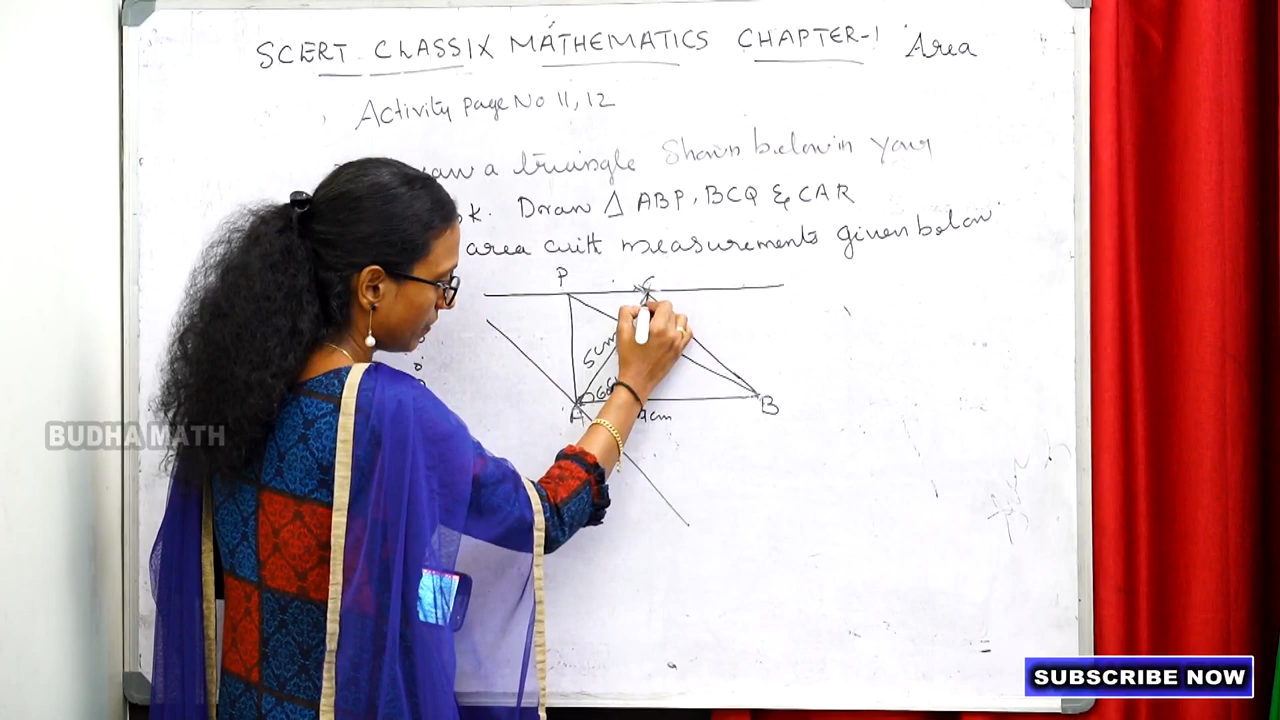 SCERT CLASS IX MATHEMATICS CHAPTER-1 Area
Activity Page No 11, 12
a triangle Shown below in your
Draw Δ ABP, BCQ & CAR
area with measurements given below
P C
5cm
A B
BUDHA MATH
SUBSCRIBE NOW